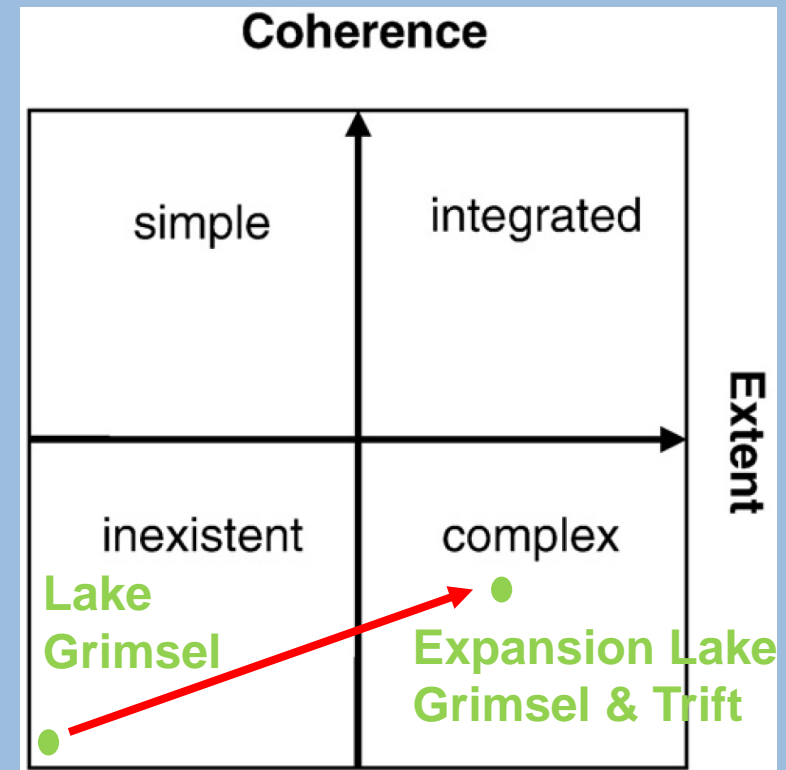 Coherence
simple
integrated
Extent
inexistent
complex
Lake
Grimsel
Expansion Lake
Grimsel & Trift